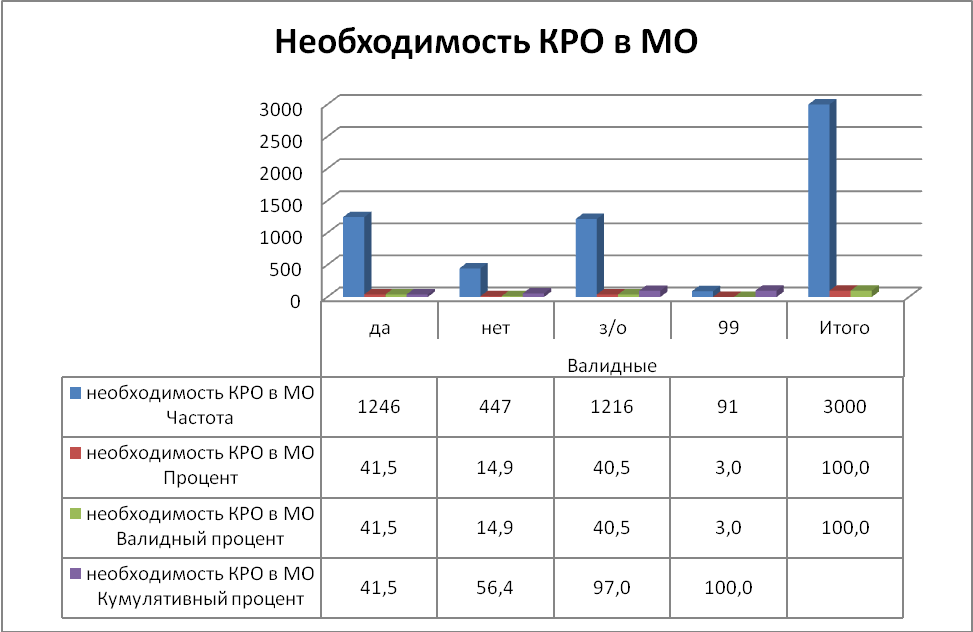 Необходимость КРО в МО
3000
2500
2000
1500
1000
500
0
да нет з/о 99 Итого
Валидные
необходимость КРО в МО
Частота
1246 447 1216 91 3000
необходимость КРО в МО
Процент
41,5 14,9 40,5 3,0 100,0
необходимость КРО в МО
Валидный процент
41,5 14,9 40,5 3,0 100,0
необходимость КРО в МО
Кумулятивный процент
41,5 56,4 97,0 100,0